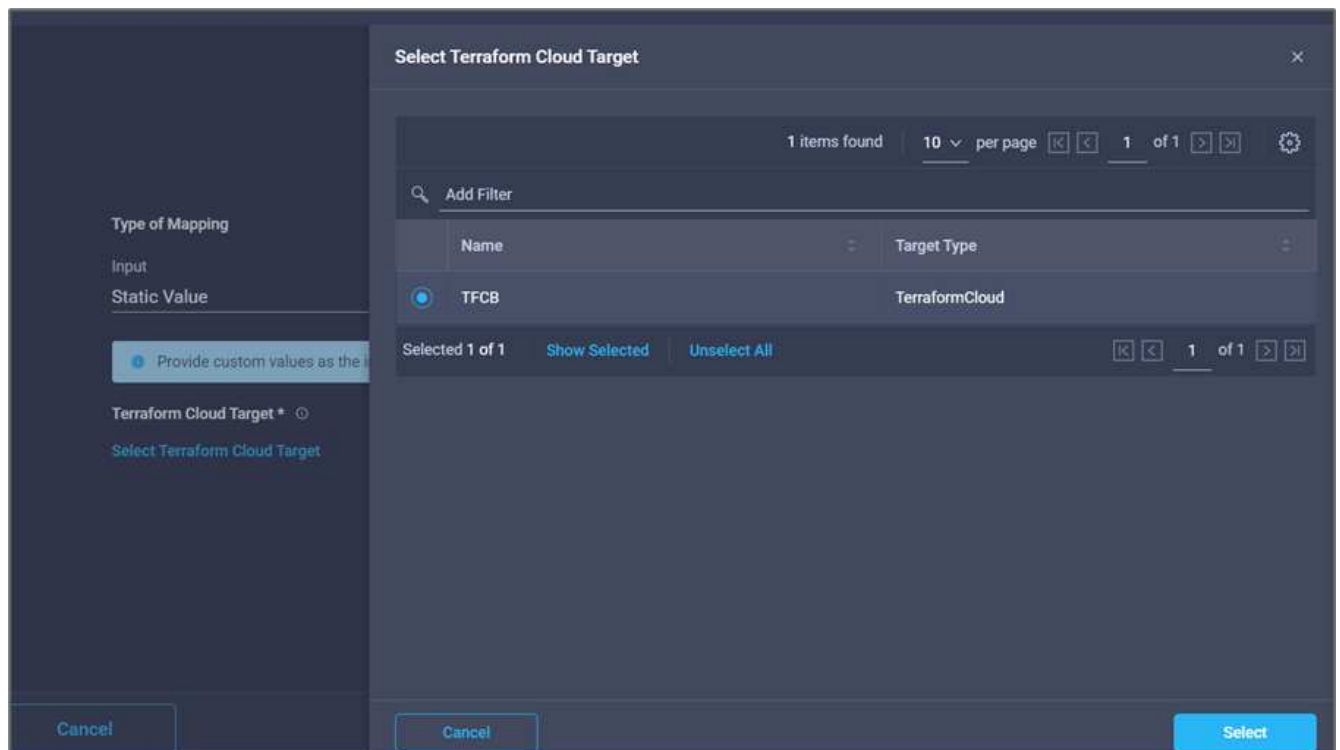 Select Terraform Cloud Target
1 items found 10 per page 1 of 1
Add Filter
Name Target Type
TFCB TerraformCloud
Selected 1 of 1 Show Selected Unselect All 1 of 1
Type of Mapping
Input
Static Value
Provide custom values as the
Terraform Cloud Target *
Select Terraform Cloud Target
Cancel
Cancel Select